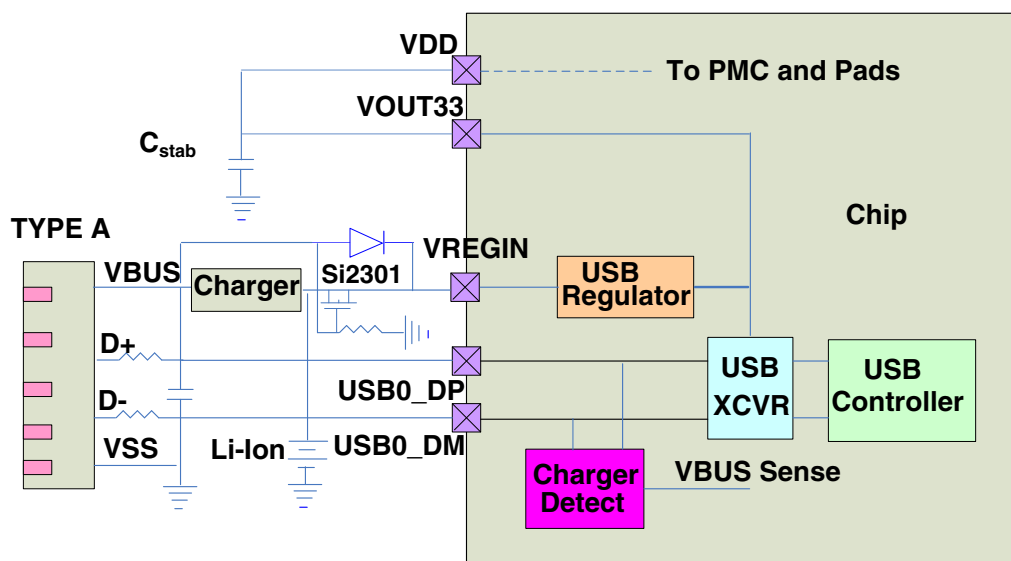 VDD
To PMC and Pads
VOUT33
Cstab
Chip
TYPE A
VBUS
Charger
Si2301
VREGIN
USB
Regulator
D+
USB0_DP
USB
XCVR
USB
Controller
D-
USB0_DM
VSS
Li-Ion
Charger
Detect
VBUS Sense